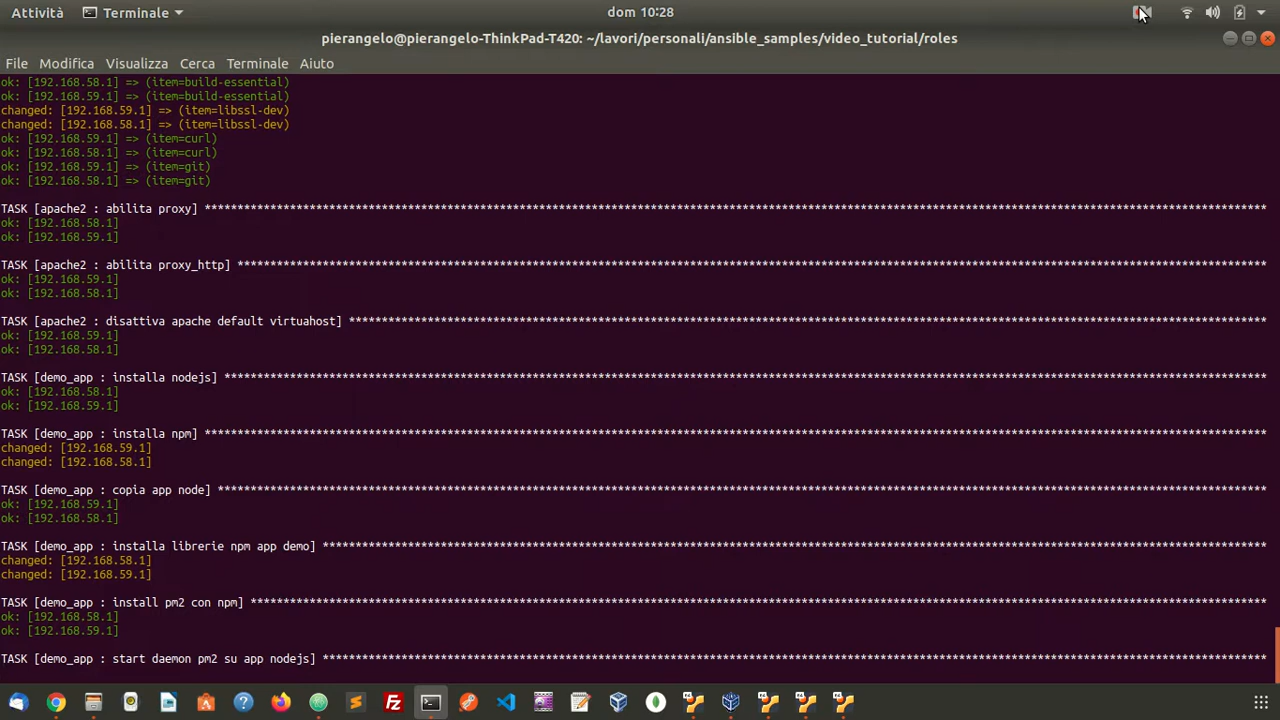 Attività Terminale dom 10:28
pierangelo@pierangelo-ThinkPad-T420: ~/lavori/personali/ansible_samples/video_tutorial/roles
File Modifica Visualizza Cerca Terminale Aiuto
ok: [192.168.58.1] => (item=build-essential)
ok: [192.168.59.1] => (item=build-essential)
changed: [192.168.59.1] => (item=libssl-dev)
changed: [192.168.58.1] => (item=libssl-dev)
ok: [192.168.59.1] => (item=curl)
ok: [192.168.58.1] => (item=curl)
ok: [192.168.59.1] => (item=git)
ok: [192.168.58.1] => (item=git)
TASK [apache2 : abilita proxy] ******************************************************************************************************************************************************************
ok: [192.168.58.1]
ok: [192.168.59.1]
TASK [apache2 : abilita proxy_http] *************************************************************************************************************************************************************
ok: [192.168.59.1]
ok: [192.168.58.1]
TASK [apache2 : disattiva apache default virtuahost] ********************************************************************************************************************************************
ok: [192.168.59.1]
ok: [192.168.58.1]
TASK [demo_app : installa nodejs] ***************************************************************************************************************************************************************
ok: [192.168.58.1]
ok: [192.168.59.1]
TASK [demo_app : installa npm] ******************************************************************************************************************************************************************
changed: [192.168.59.1]
changed: [192.168.58.1]
TASK [demo_app : copia app node] ****************************************************************************************************************************************************************
ok: [192.168.59.1]
ok: [192.168.58.1]
TASK [demo_app : installa librerie npm app demo] ************************************************************************************************************************************************
changed: [192.168.58.1]
changed: [192.168.59.1]
TASK [demo_app : install pm2 con npm] ***********************************************************************************************************************************************************
ok: [192.168.58.1]
ok: [192.168.59.1]
TASK [demo_app : start daemon pm2 su app nodejs] ************************************************************************************************************************************************